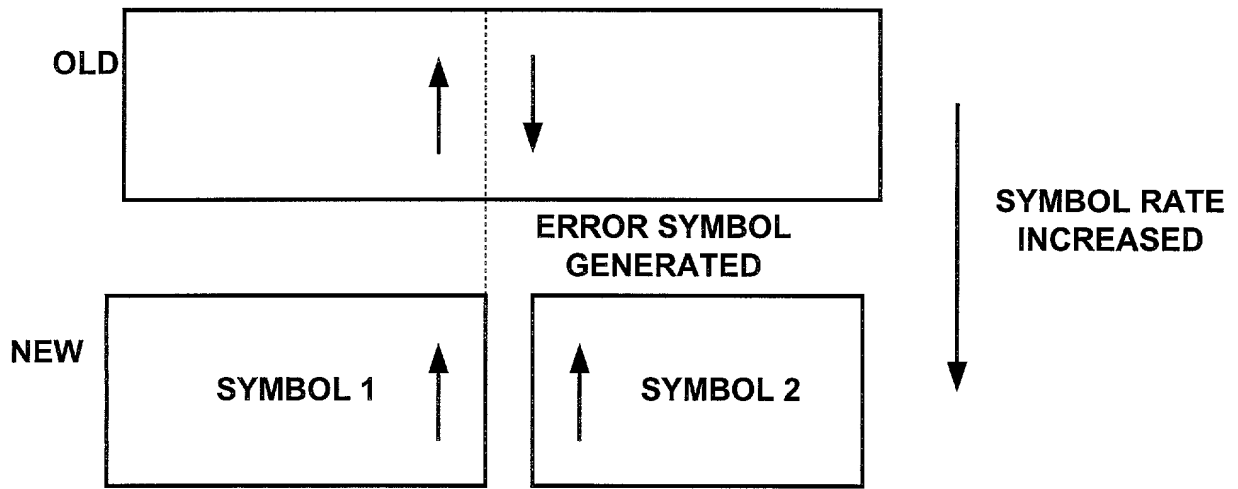 OLD
SYMBOL RATE
INCREASED
ERROR SYMBOL
GENERATED
NEW
SYMBOL 1
SYMBOL 2